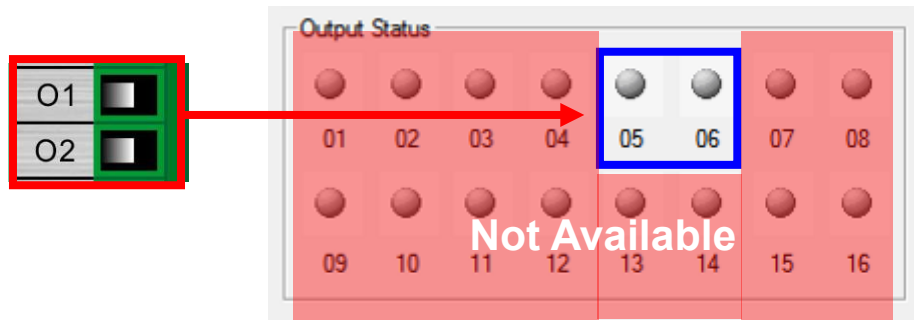 Output Status
O1
O2
01 02 03 04 05 06 07 08
Not Available
09 10 11 12 13 14 15 16